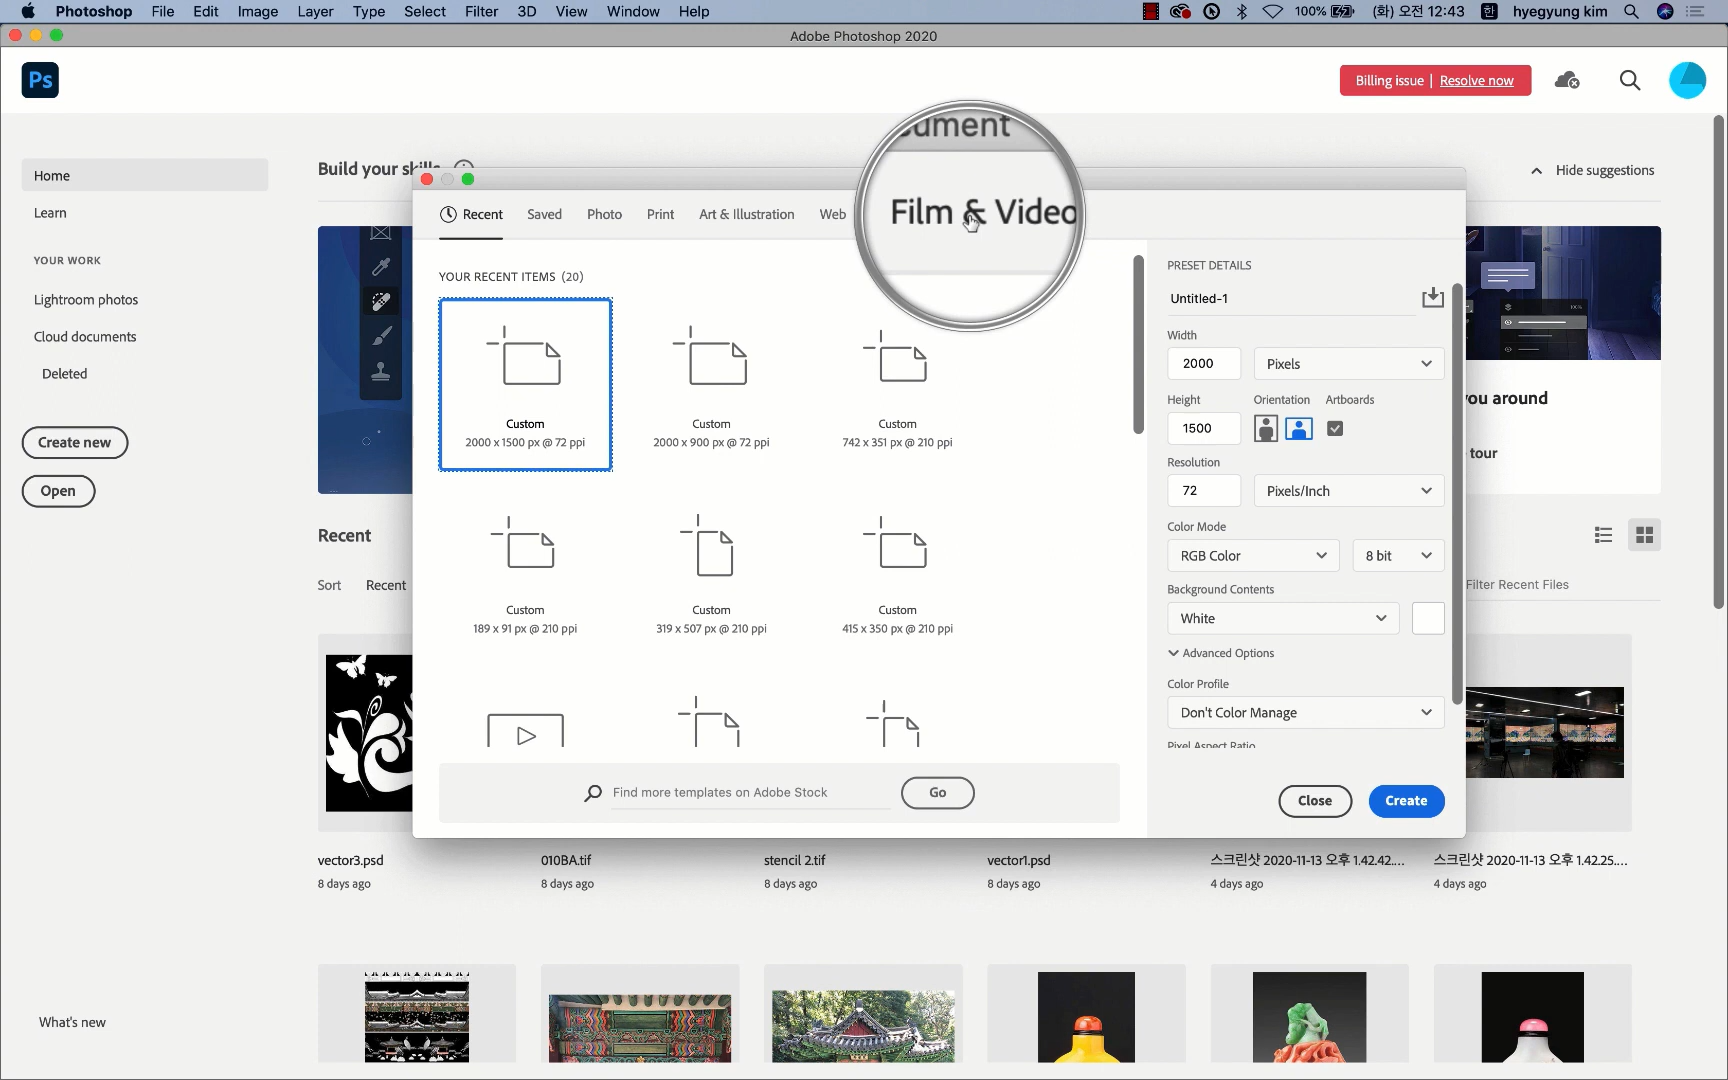 Photoshop File Edit Image Layer Type Select Filter 3D View Window Help 100% (화) 오전 12:43 한 hyegyung kim
Adobe Photoshop 2020
Ps Billing issue | Resolve now
Home
Learn
YOUR WORK
Lightroom photos
Cloud documents
Deleted
Create new
Open
What's new
Build your skills
Hide suggestions
Recent Saved Photo Print Art & Illustration Web Film & Video
YOUR RECENT ITEMS (20)
Custom
2000 x 1500 px @ 72 ppi
Custom
2000 x 900 px @ 72 ppi
Custom
742 x 351 px @ 210 ppi
Custom
189 x 91 px @ 210 ppi
Custom
319 x 507 px @ 210 ppi
Custom
415 x 350 px @ 210 ppi
Find more templates on Adobe Stock Go
PRESET DETAILS
Untitled-1
Width
2000 Pixels
Height Orientation Artboards
1500
Resolution
72 Pixels/Inch
Color Mode
RGB Color 8 bit
Background Contents
White
Advanced Options
Color Profile
Don't Color Manage
Pixel Aspect Ratio
Close Create
you around
tour
Recent
Sort Recent
Filter Recent Files
vector3.psd
8 days ago
010BA.tif
8 days ago
stencil 2.tif
8 days ago
vector1.psd
8 days ago
스크린샷 2020-11-13 오후 1.42.42....
4 days ago
스크린샷 2020-11-13 오후 1.42.25....
4 days ago